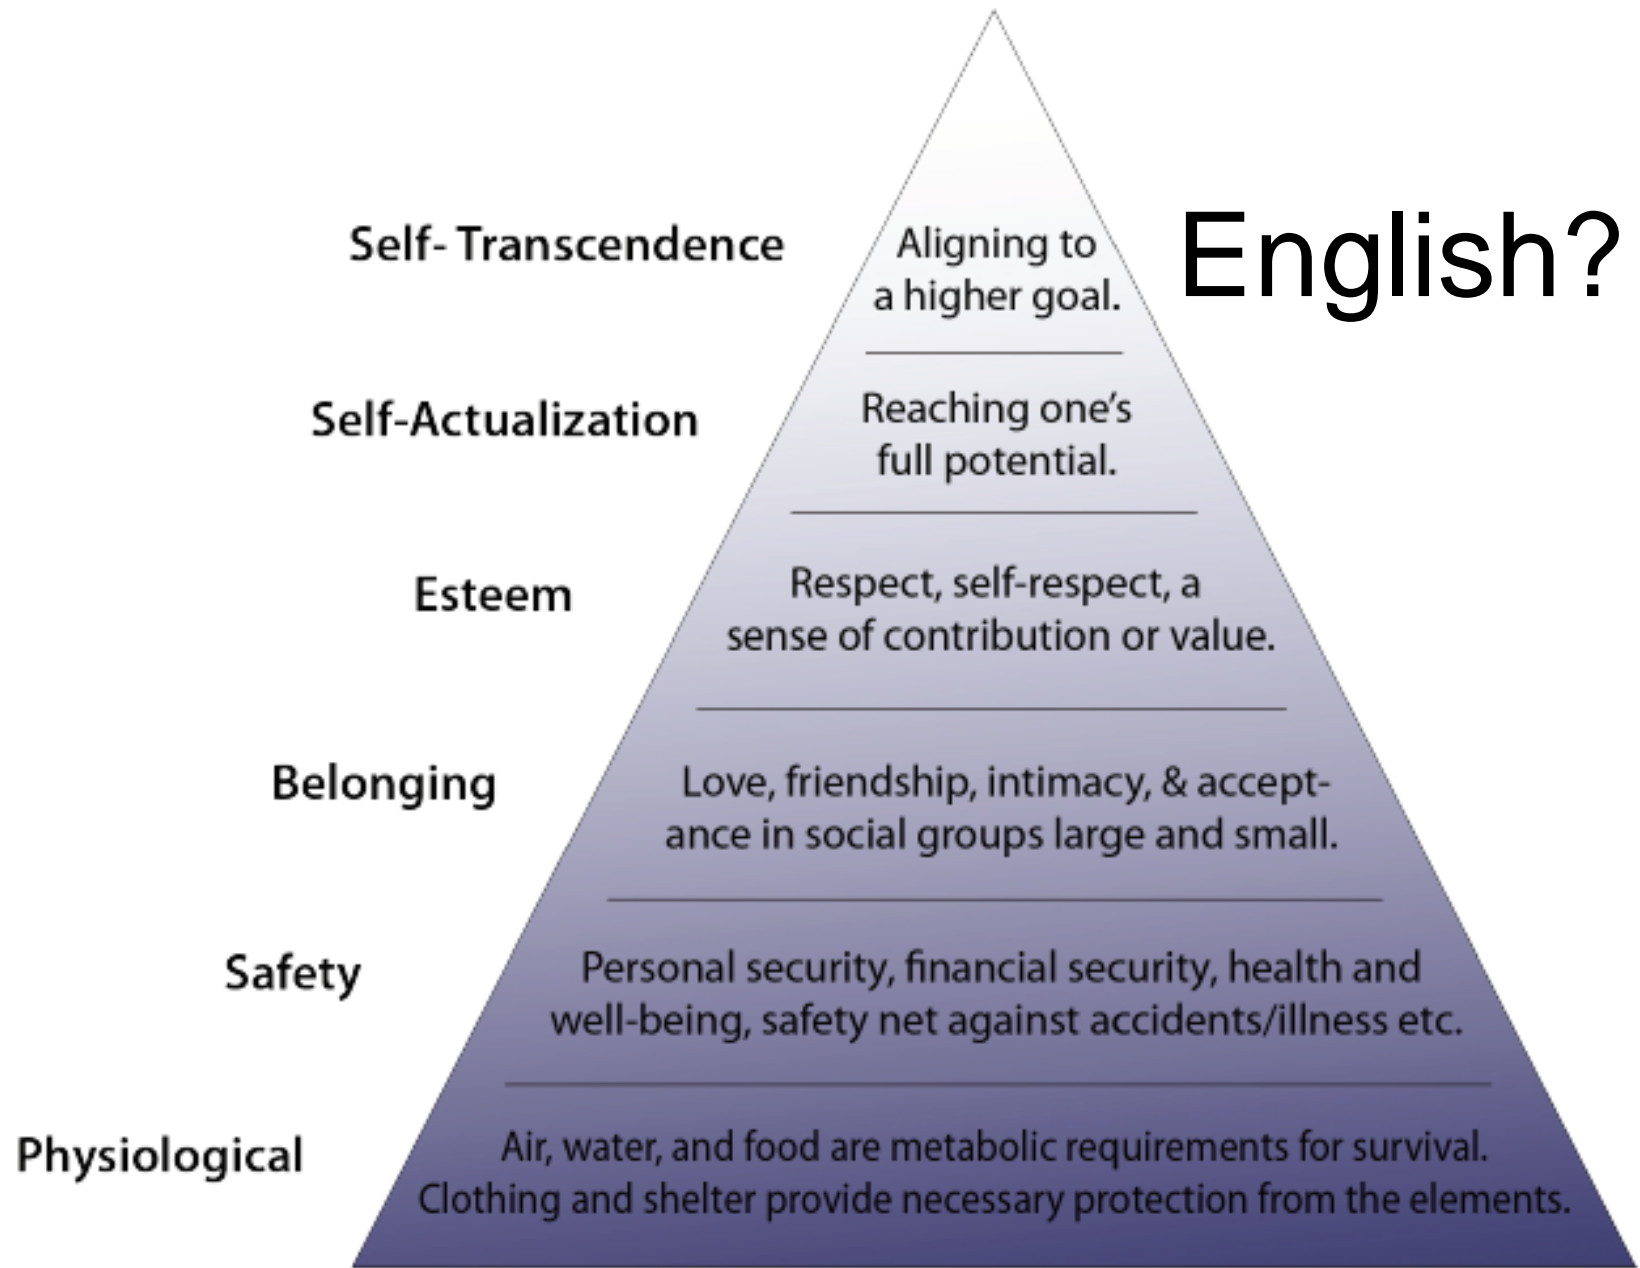 Self- Transcendence
Aligning to
a higher goal.
English?
Self-Actualization
Reaching one's
full potential.
Esteem
Respect, self-respect, a
sense of contribution or value.
Belonging
Love, friendship, intimacy, & accept-
ance in social groups large and small.
Safety
Personal security, financial security, health and
well-being, safety net against accidents/illness etc.
Physiological
Air, water, and food are metabolic requirements for survival.
Clothing and shelter provide necessary protection from the elements.